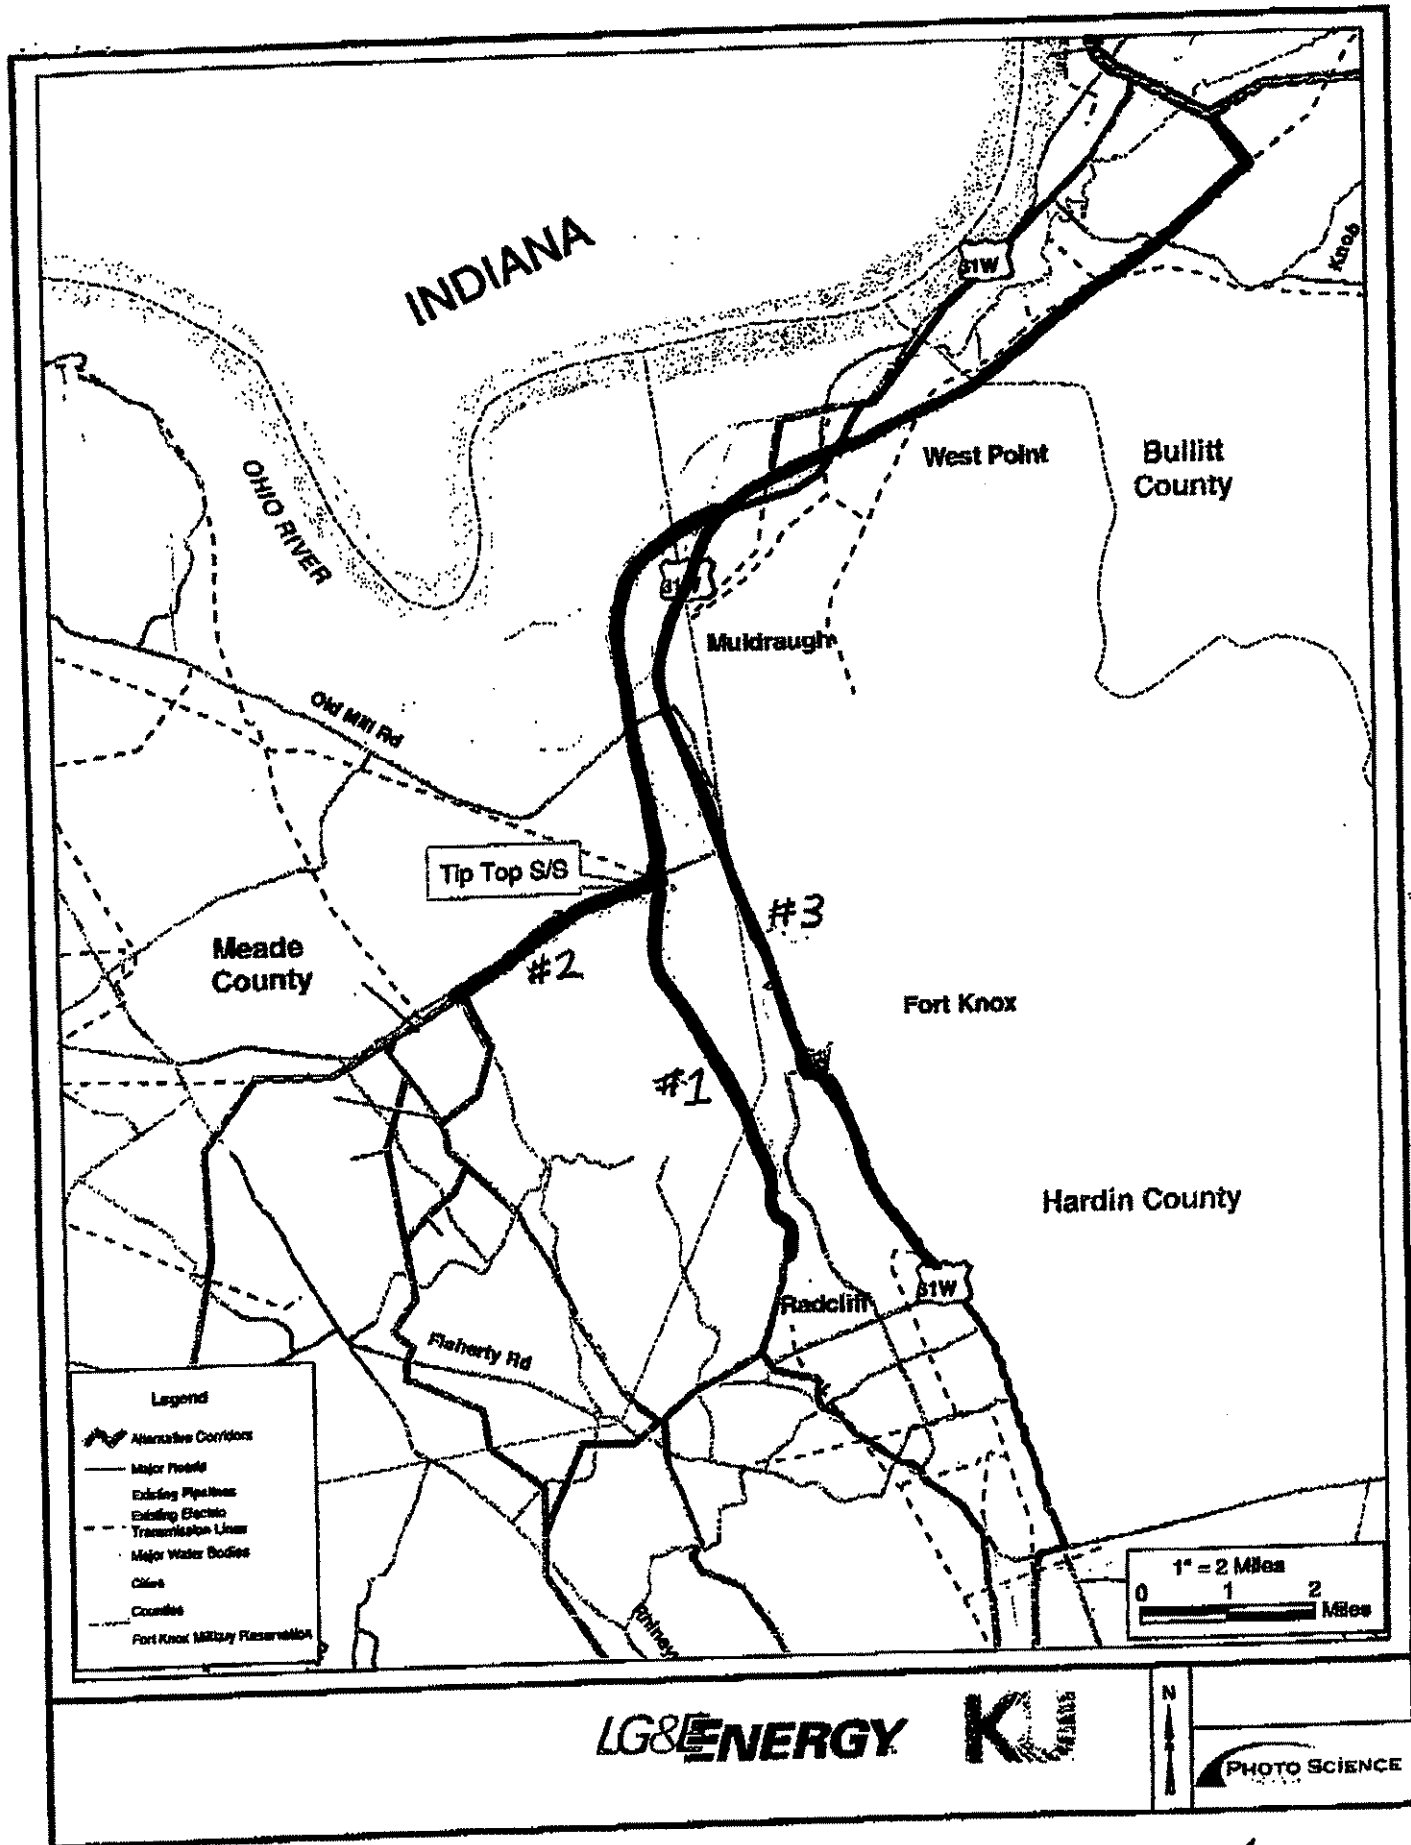 INDIANA
31W
Knob
OHIO RIVER
West Point
Bullitt
County
Muldraugh
Old Mill Rd
Tip Top S/S
#3
Meade
County
#2
Fort Knox
#1
Hardin County
31W
Radcliff
Flaherty Rd
Rhiney
Legend
Alternative Corridors
Major Roads
Existing Pipelines
Existing Electric
Transmission Lines
Major Water Bodies
Cities
Counties
Fort Knox Military Reservation
1" = 2 Miles
0 1 2
Miles
LG&E ENERGY.
KU
N
PHOTO SCIENCE